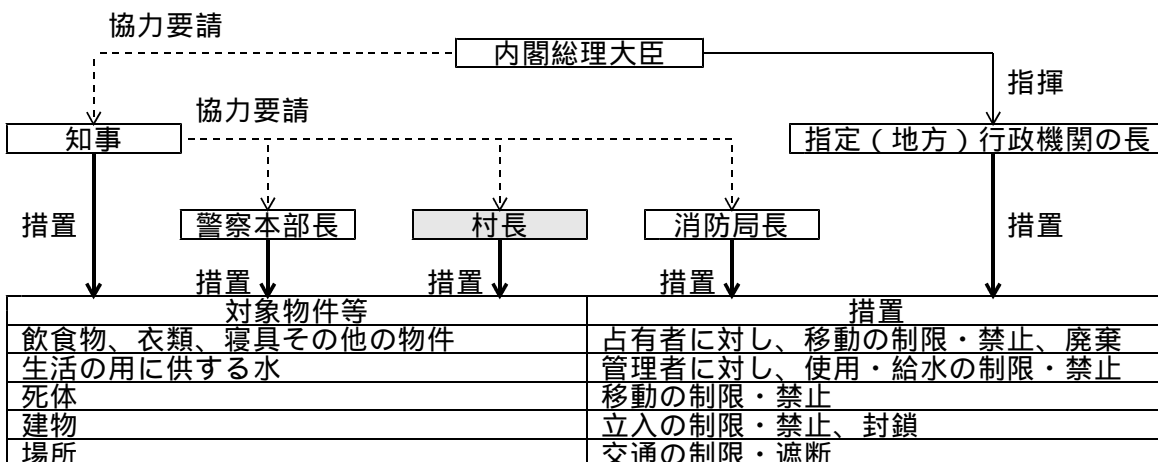 協力要請
内閣総理大臣
指揮
協力要請
知事
指定（地方）行政機関の長
措置
警察本部長
村長
消防局長
措置
措置
措置
措置
対象物件等 措置
飲食物、衣類、寝具その他の物件 占有者に対し、移動の制限・禁止、廃棄
生活の用に供する水 管理者に対し、使用・給水の制限・禁止
死体 移動の制限・禁止
建物 立入の制限・禁止、封鎖
場所 交通の制限・遮断